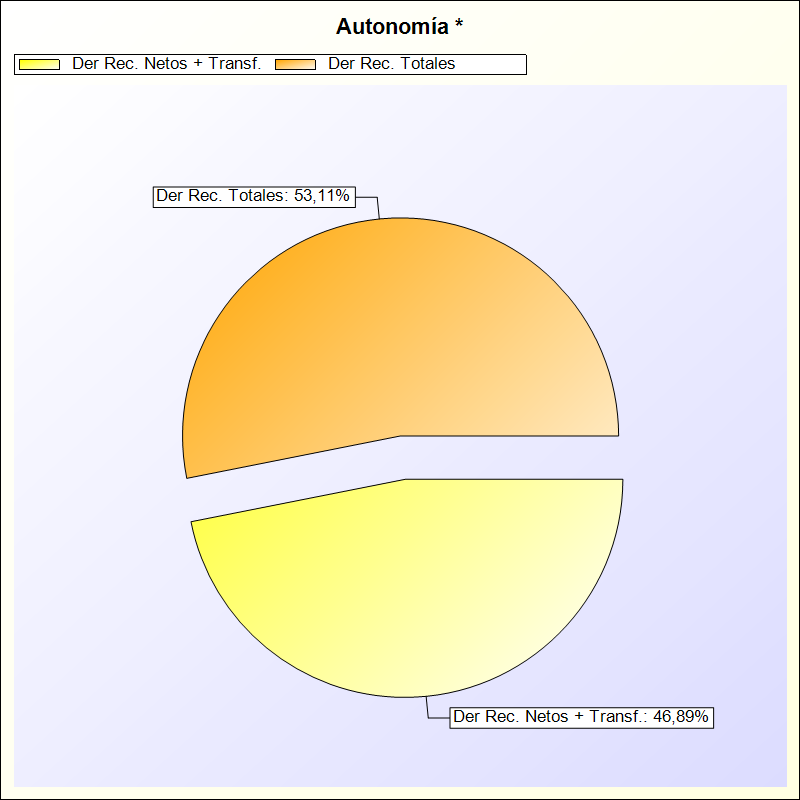 Autonomía *
Der Rec. Netos + Transf.
Der Rec. Totales
Der Rec. Totales: 53,11%
Der Rec. Netos + Transf.: 46,89%